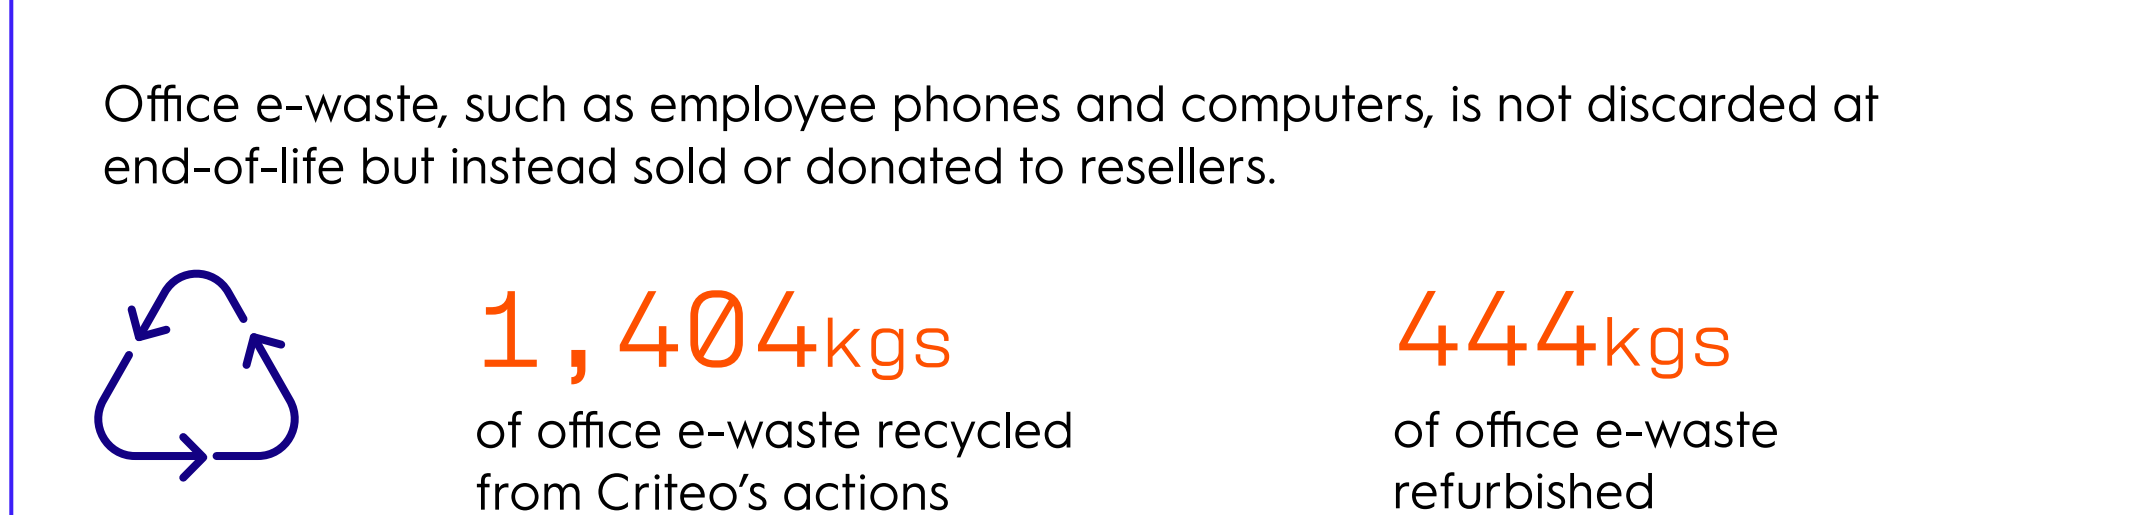 Office e-waste, such as employee phones and computers, is not discarded at
end-of-life but instead sold or donated to resellers.
1,404kgs
of office e-waste recycled
from Criteo’s actions
444kgs
of office e-waste
refurbished